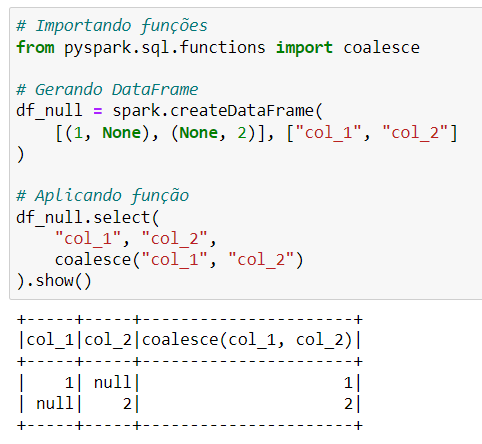 # Importando funções
from pyspark.sql.functions import coalesce

# Gerando DataFrame
df_null = spark.createDataFrame(
    [(1, None), (None, 2)], ["col_1", "col_2"]
)

# Aplicando função
df_null.select(
    "col_1", "col_2",
    coalesce("col_1", "col_2")
).show()

+-----+-----+----------------------+
|col_1|col_2|coalesce(col_1, col_2)|
+-----+-----+----------------------+
|    1| null|                     1|
| null|    2|                     2|
+-----+-----+----------------------+